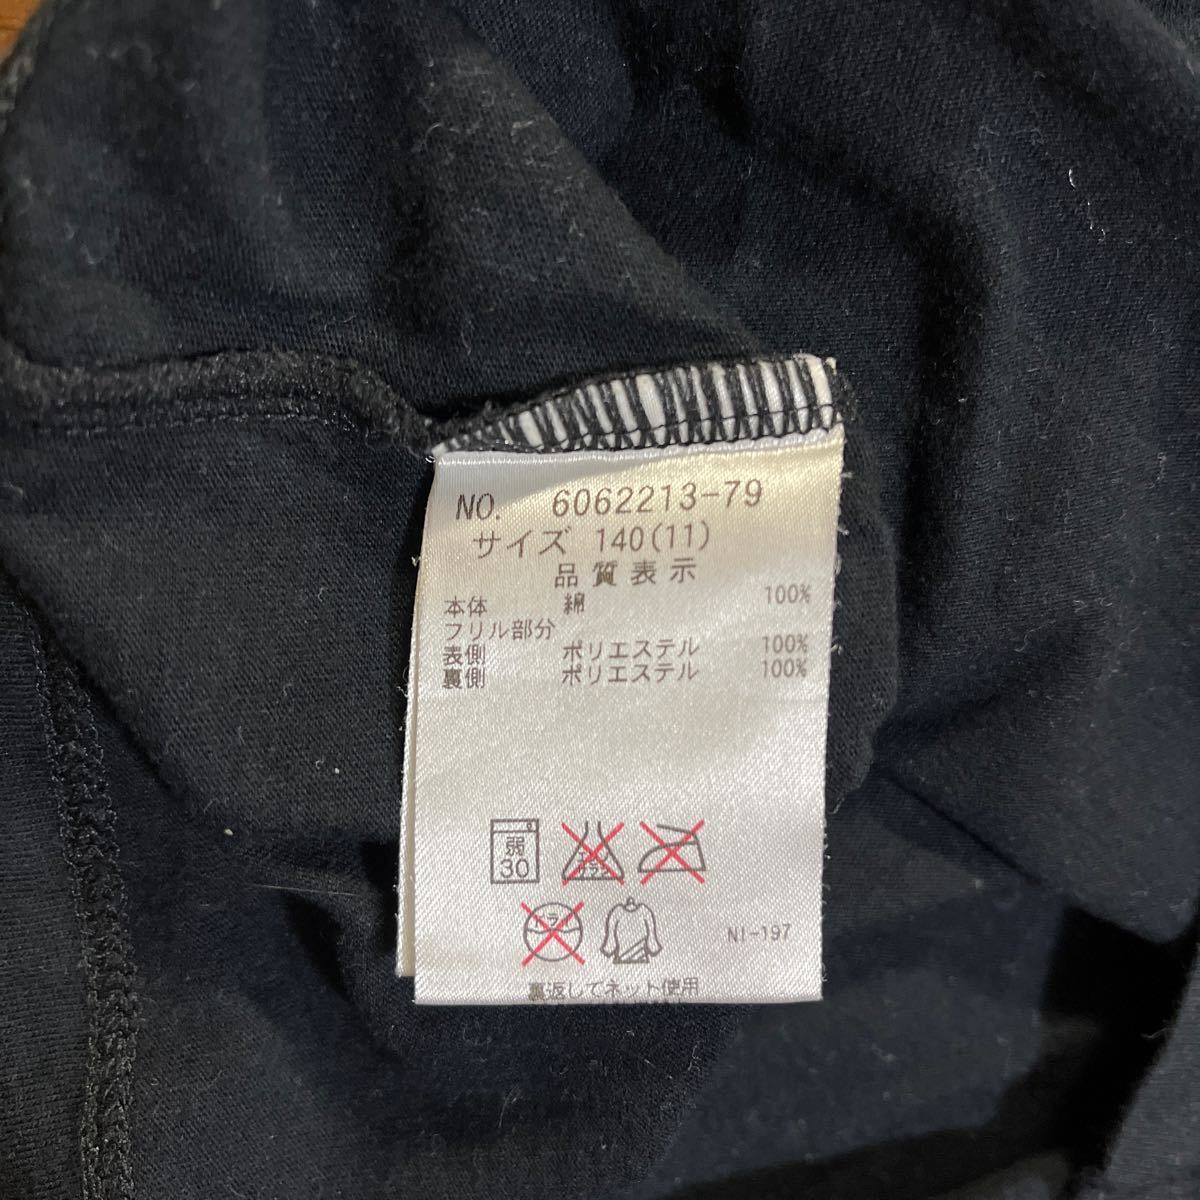 NO. 6062213-79
サイズ 140(11)
品質表示
本体 綿 100%
フリル部分
表側 ポリエステル 100%
裏側 ポリエステル 100%
弱
30
NI-197
裏返してネット使用